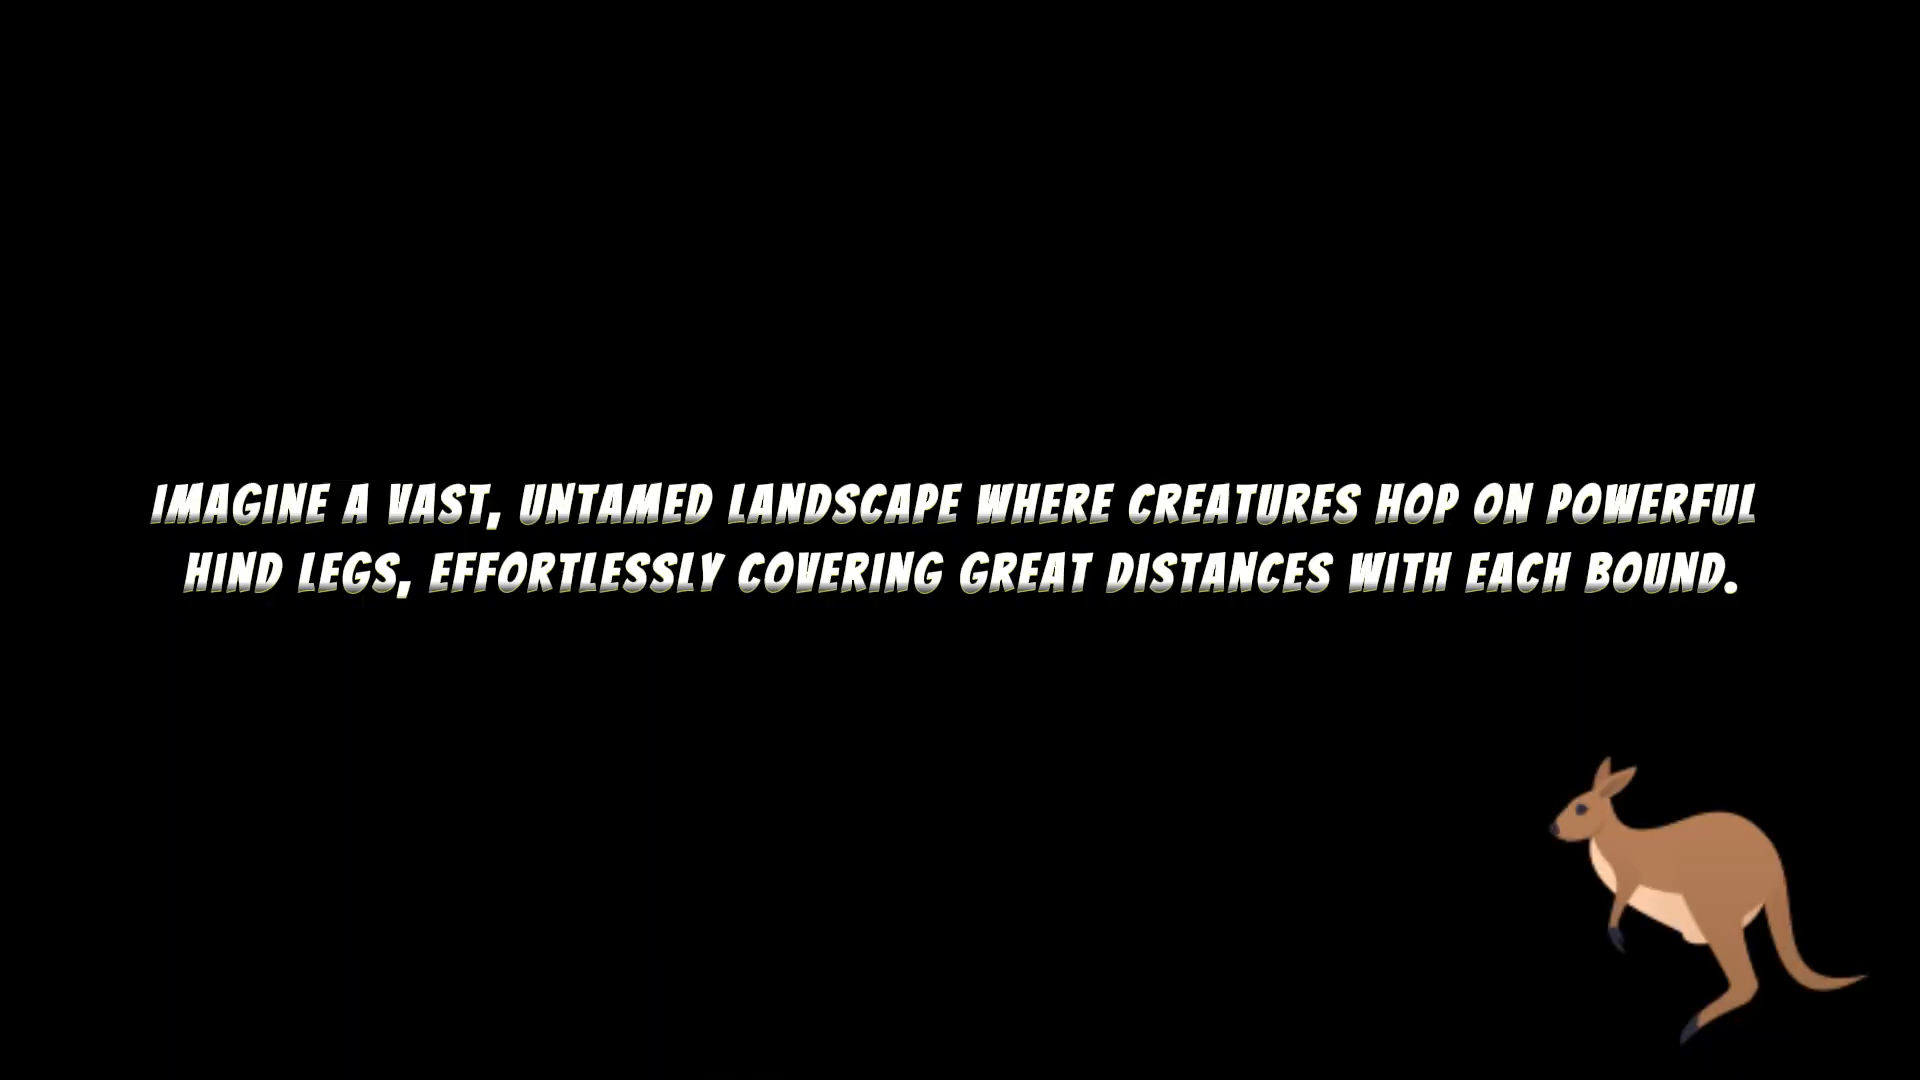 IMAGINE A VAST, UNTAMED LANDSCAPE WHERE CREATURES HOP ON POWERFUL
HIND LEGS, EFFORTLESSLY COVERING GREAT DISTANCES WITH EACH BOUND.